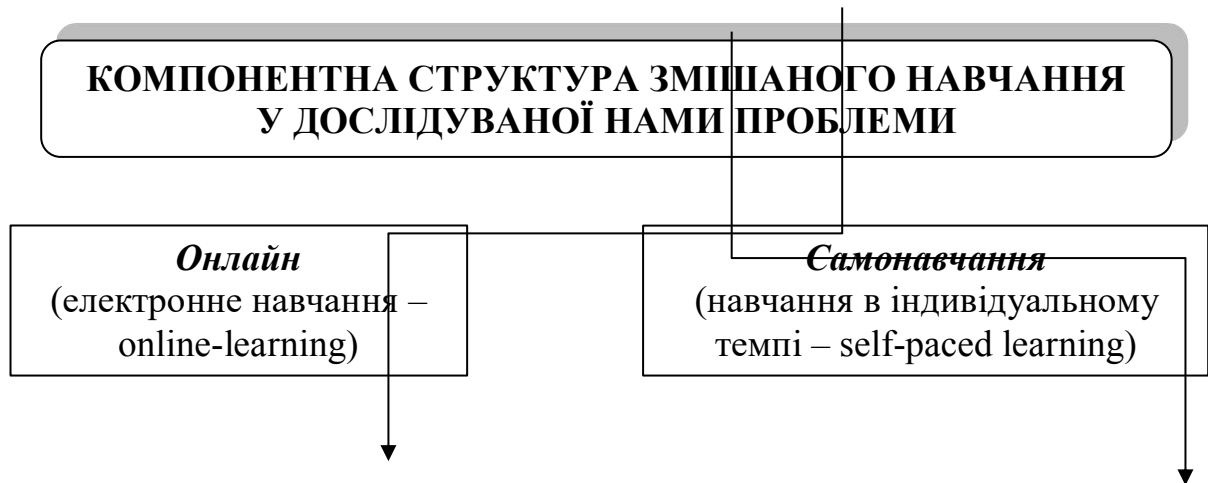 КОМПОНЕНТНА СТРУКТУРА ЗМІШАНОГО НАВЧАННЯ
У ДОСЛІДУВАНОЇ НАМИ ПРОБЛЕМИ
Онлайн
(електронне навчання –
online-learning)
Самонавчання
(навчання в індивідуальному
темпі – self-paced learning)